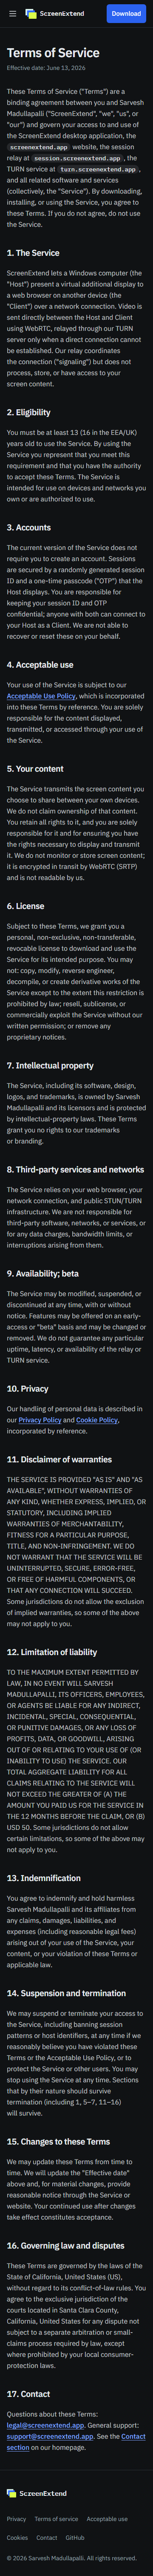 ScreenExtend
Download
Terms of Service
Effective date: June 13, 2026
These Terms of Service ("Terms") are a
binding agreement between you and Sarvesh
Madullapalli ("ScreenExtend", "we", "us", or
"our") and govern your access to and use of
the ScreenExtend desktop application, the
screenextend.app website, the session
relay at session.screenextend.app, the
TURN service at turn.screenextend.app,
and all related software and services
(collectively, the "Service"). By downloading,
installing, or using the Service, you agree to
these Terms. If you do not agree, do not use
the Service.
1. The Service
ScreenExtend lets a Windows computer (the
"Host") present a virtual additional display to
a web browser on another device (the
"Client") over a network connection. Video is
sent directly between the Host and Client
using WebRTC, relayed through our TURN
server only when a direct connection cannot
be established. Our relay coordinates
the connection ("signaling") but does not
process, store, or have access to your
screen content.
2. Eligibility
You must be at least 13 (16 in the EEA/UK)
years old to use the Service. By using the
Service you represent that you meet this
requirement and that you have the authority
to accept these Terms. The Service is
intended for use on devices and networks you
own or are authorized to use.
3. Accounts
The current version of the Service does not
require you to create an account. Sessions
are secured by a randomly generated session
ID and a one-time passcode ("OTP") that the
Host displays. You are responsible for
keeping your session ID and OTP
confidential; anyone with both can connect to
your Host as a Client. We are not able to
recover or reset these on your behalf.
4. Acceptable use
Your use of the Service is subject to our
Acceptable Use Policy, which is incorporated
into these Terms by reference. You are solely
responsible for the content displayed,
transmitted, or accessed through your use of
the Service.
5. Your content
The Service transmits the screen content you
choose to share between your own devices.
We do not claim ownership of that content.
You retain all rights to it, and you are solely
responsible for it and for ensuring you have
the rights necessary to display and transmit
it. We do not monitor or store screen content;
it is encrypted in transit by WebRTC (SRTP)
and is not readable by us.
6. License
Subject to these Terms, we grant you a
personal, non-exclusive, non-transferable,
revocable license to download and use the
Service for its intended purpose. You may
not: copy, modify, reverse engineer,
decompile, or create derivative works of the
Service except to the extent this restriction is
prohibited by law; resell, sublicense, or
commercially exploit the Service without our
written permission; or remove any
proprietary notices.
7. Intellectual property
The Service, including its software, design,
logos, and trademarks, is owned by Sarvesh
Madullapalli and its licensors and is protected
by intellectual-property laws. These Terms
grant you no rights to our trademarks
or branding.
8. Third-party services and networks
The Service relies on your web browser, your
network connection, and public STUN/TURN
infrastructure. We are not responsible for
third-party software, networks, or services, or
for any data charges, bandwidth limits, or
interruptions arising from them.
9. Availability; beta
The Service may be modified, suspended, or
discontinued at any time, with or without
notice. Features may be offered on an early-
access or "beta" basis and may be changed or
removed. We do not guarantee any particular
uptime, latency, or availability of the relay or
TURN service.
10. Privacy
Our handling of personal data is described in
our Privacy Policy and Cookie Policy,
incorporated by reference.
11. Disclaimer of warranties
THE SERVICE IS PROVIDED "AS IS" AND "AS
AVAILABLE", WITHOUT WARRANTIES OF
ANY KIND, WHETHER EXPRESS, IMPLIED, OR
STATUTORY, INCLUDING IMPLIED
WARRANTIES OF MERCHANTABILITY,
FITNESS FOR A PARTICULAR PURPOSE,
TITLE, AND NON-INFRINGEMENT. WE DO
NOT WARRANT THAT THE SERVICE WILL BE
UNINTERRUPTED, SECURE, ERROR-FREE,
OR FREE OF HARMFUL COMPONENTS, OR
THAT ANY CONNECTION WILL SUCCEED.
Some jurisdictions do not allow the exclusion
of implied warranties, so some of the above
may not apply to you.
12. Limitation of liability
TO THE MAXIMUM EXTENT PERMITTED BY
LAW, IN NO EVENT WILL SARVESH
MADULLAPALLI, ITS OFFICERS, EMPLOYEES,
OR AGENTS BE LIABLE FOR ANY INDIRECT,
INCIDENTAL, SPECIAL, CONSEQUENTIAL,
OR PUNITIVE DAMAGES, OR ANY LOSS OF
PROFITS, DATA, OR GOODWILL, ARISING
OUT OF OR RELATING TO YOUR USE OF (OR
INABILITY TO USE) THE SERVICE. OUR
TOTAL AGGREGATE LIABILITY FOR ALL
CLAIMS RELATING TO THE SERVICE WILL
NOT EXCEED THE GREATER OF (A) THE
AMOUNT YOU PAID US FOR THE SERVICE IN
THE 12 MONTHS BEFORE THE CLAIM, OR (B)
USD 50. Some jurisdictions do not allow
certain limitations, so some of the above may
not apply to you.
13. Indemnification
You agree to indemnify and hold harmless
Sarvesh Madullapalli and its affiliates from
any claims, damages, liabilities, and
expenses (including reasonable legal fees)
arising out of your use of the Service, your
content, or your violation of these Terms or
applicable law.
14. Suspension and termination
We may suspend or terminate your access to
the Service, including banning session
patterns or host identifiers, at any time if we
reasonably believe you have violated these
Terms or the Acceptable Use Policy, or to
protect the Service or other users. You may
stop using the Service at any time. Sections
that by their nature should survive
termination (including 1, 5–7, 11–16)
will survive.
15. Changes to these Terms
We may update these Terms from time to
time. We will update the "Effective date"
above and, for material changes, provide
reasonable notice through the Service or
website. Your continued use after changes
take effect constitutes acceptance.
16. Governing law and disputes
These Terms are governed by the laws of the
State of California, United States (US),
without regard to its conflict-of-law rules. You
agree to the exclusive jurisdiction of the
courts located in Santa Clara County,
California, United States for any dispute not
subject to a separate arbitration or small-
claims process required by law, except
where prohibited by your local consumer-
protection laws.
17. Contact
Questions about these Terms:
legal@screenextend.app. General support:
support@screenextend.app. See the Contact
section on our homepage.
ScreenExtend
Privacy Terms of service Acceptable use
Cookies Contact GitHub
© 2026 Sarvesh Madullapalli. All rights reserved.